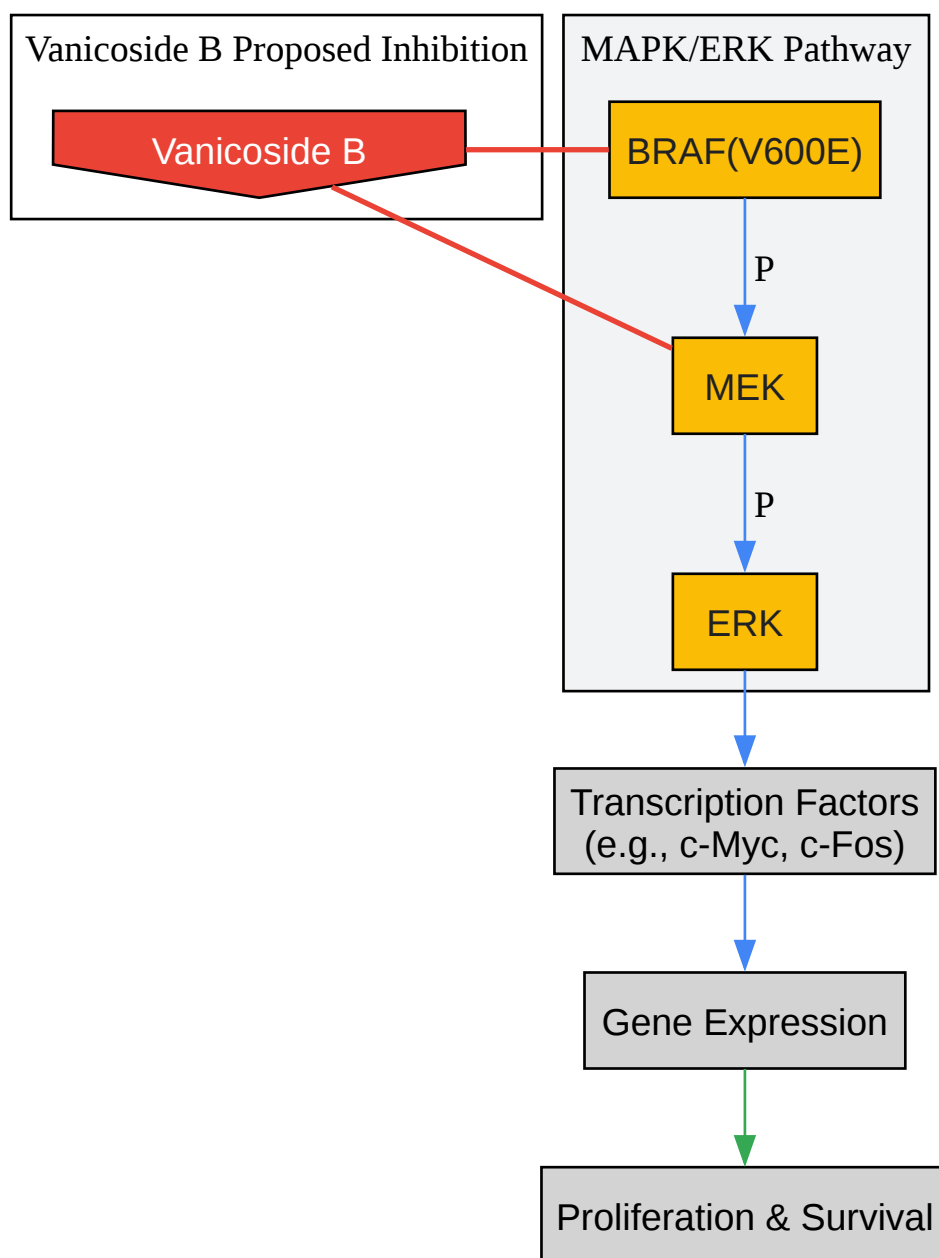 Vanicoside B Proposed Inhibition
MAPK/ERK Pathway
Vanicoside B
BRAF(V600E)
P
MEK
P
ERK
Transcription Factors
(e.g., c-Myc, c-Fos)
Gene Expression
Proliferation & Survival